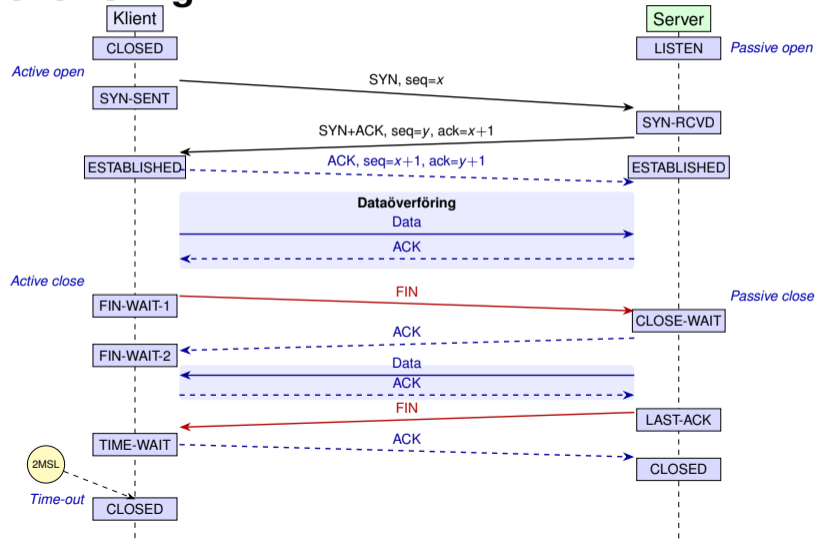 Klient
Server
CLOSED
LISTEN
Passive open
Active open
SYN, seq=x
SYN-SENT
SYN-RCVD
SYN+ACK, seq=y, ack=x+1
ESTABLISHED
ACK, seq=x+1, ack=y+1
ESTABLISHED
Dataöverföring
Data
ACK
Active close
FIN
Passive close
FIN-WAIT-1
CLOSE-WAIT
ACK
FIN-WAIT-2
Data
ACK
FIN
LAST-ACK
TIME-WAIT
ACK
2MSL
CLOSED
Time-out
CLOSED